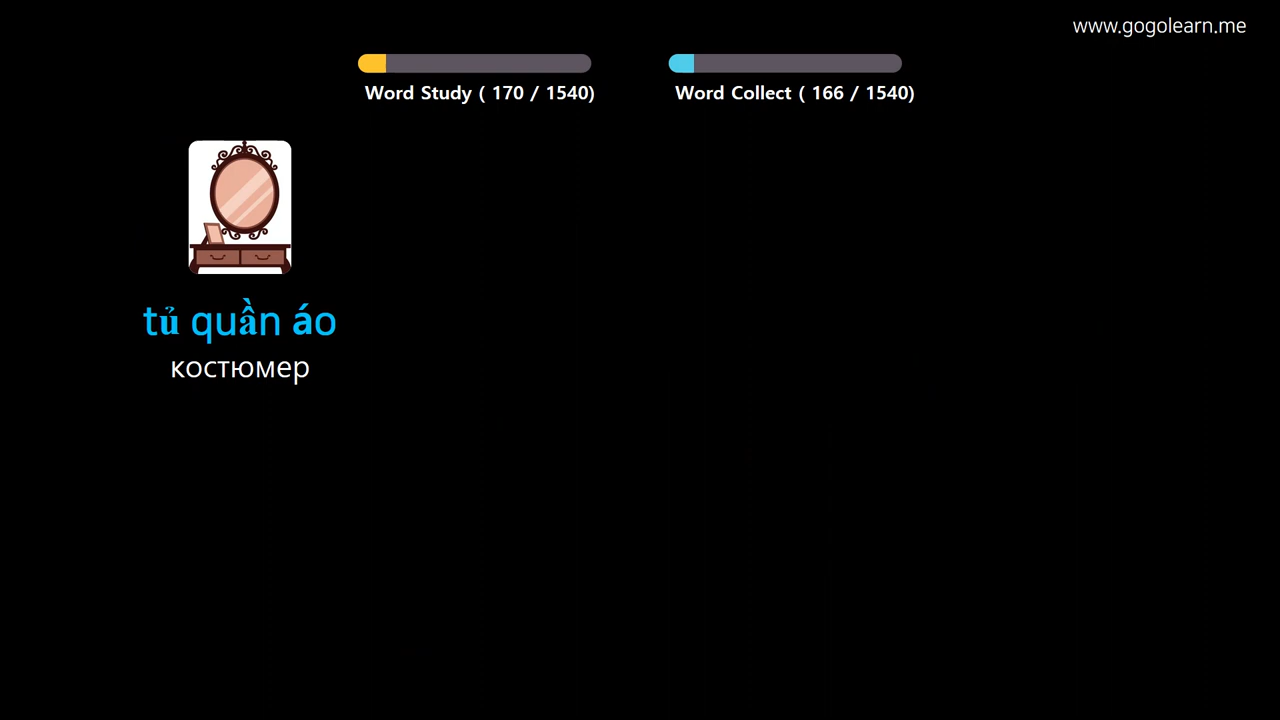 www.gogolearn.me
Word Study ( 170 / 1540)
Word Collect ( 166 / 1540)
tủ quần áo
костюмер